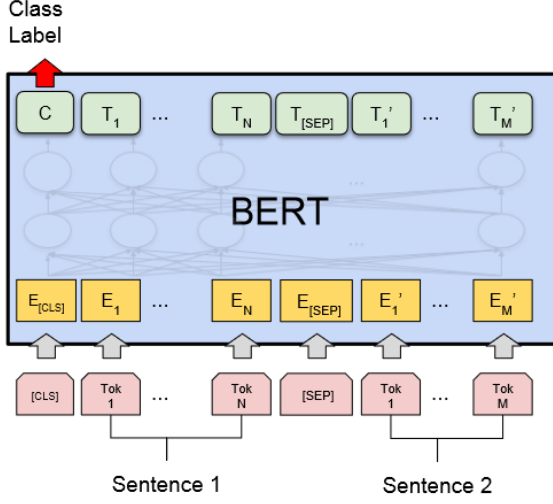 Class
Label
C T1 ... TN T[SEP] T1' ... TM'
...
BERT
...
E[CLS] E1 ... EN E[SEP] E1' ... EM'
[CLS] Tok 1 ... Tok N [SEP] Tok 1 ... Tok M
Sentence 1 Sentence 2